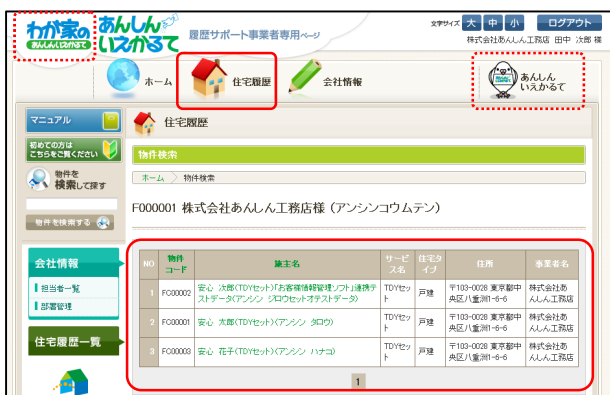 わが家の
あんしんいえかるて
あんしん
いえかるて
履歴サポート事業者専用ページ
文字サイズ 大 中 小 ログアウト
株式会社あんしん工務店 田中 次郎 様
ホーム 住宅履歴 会社情報
あんしん
いえかるて
マニュアル
初めての方は
こちらをご覧ください
物件を
検索して探す
物件を検索する
会社情報
担当者一覧
部署管理
住宅履歴一覧
住宅履歴
物件検索
ホーム 物件検索
F000001 株式会社あんしん工務店様 (アンシンコウムテン)
NO 物件コード 施主名 サービス名 住宅タイプ 住所 事業者名
1 FC00002 安心 次郎(TDYセット)「お客様情報管理ソフト」連携テ TDYセッ 戸建 〒103-0028 東京都中 株式会社あ
ストデータ(アンシン ジロウセットオテストデータ) ト 央区八重洲1-6-6 んしん工務店
2 FC00001 安心 太郎(TDYセット)(アンシン タロウ) TDYセット 戸建 〒103-0028 東京都中央区八重洲1-6-6 株式会社あんしん工務店
3 FC00003 安心 花子(TDYセット)(アンシン ハナコ) TDYセット 戸建 〒103-0028 東京都中央区八重洲1-6-6 株式会社あんしん工務店
1